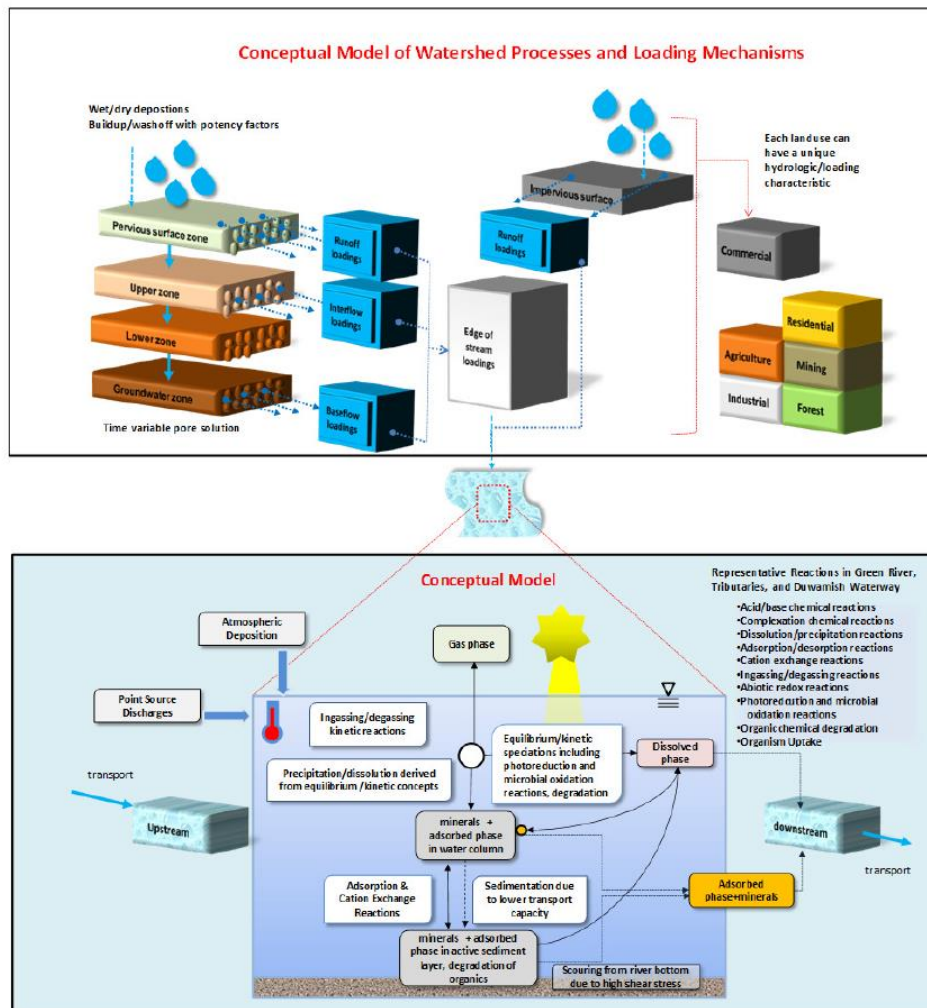 Conceptual Model of Watershed Processes and Loading Mechanisms
Wet/dry depostions
Buildup/washoff with potency factors
Each landuse can
have a unique
hydrologic/loading
characteristic
Impervious surface
Pervious surface zone
Runoff
loadings
Runoff
loadings
Commercial
Upper zone
Interflow
loadings
Edge of
stream
loadings
Residential
Lower zone
Agriculture
Mining
Groundwater zone
Industrial
Forest
Baseflow
loadings
Time variable pore solution
Conceptual Model
Representative Reactions in Green River,
Tributaries, and Duwamish Waterway
•Acid/base chemical reactions
•Complexation chemical reactions
•Dissolution/precipitation reactions
•Adsorption/desorption reactions
•Cation exchange reactions
•Ingassing/degassing reactions
•Abiotic redox reactions
•Photoreducution and microbial
oxidation reactions
•Organic chemical degradation
•Organism Uptake
Atmospheric
Deposition
Gas phase
Point Source
Discharges
Ingassing/degassing
kinetic reactions
Equilibrium/kinetic
speciations including
photoreduction and
microbial oxidation
reactions, degradation
Dissolved
phase
Precipitation/dissolution derived
from equilibrium /kinetic concepts
transport
Upstream
minerals + 
adsorbed phase
in water column
downstream
transport
Adsorption &
Cation Exchange
Reactions
Sedimentation due
to lower transport
capacity
Adsorbed
phase+minerals
minerals + adsorbed
phase in active sediment
layer, degradation of
organics
Scouring from river bottom
due to high shear stress